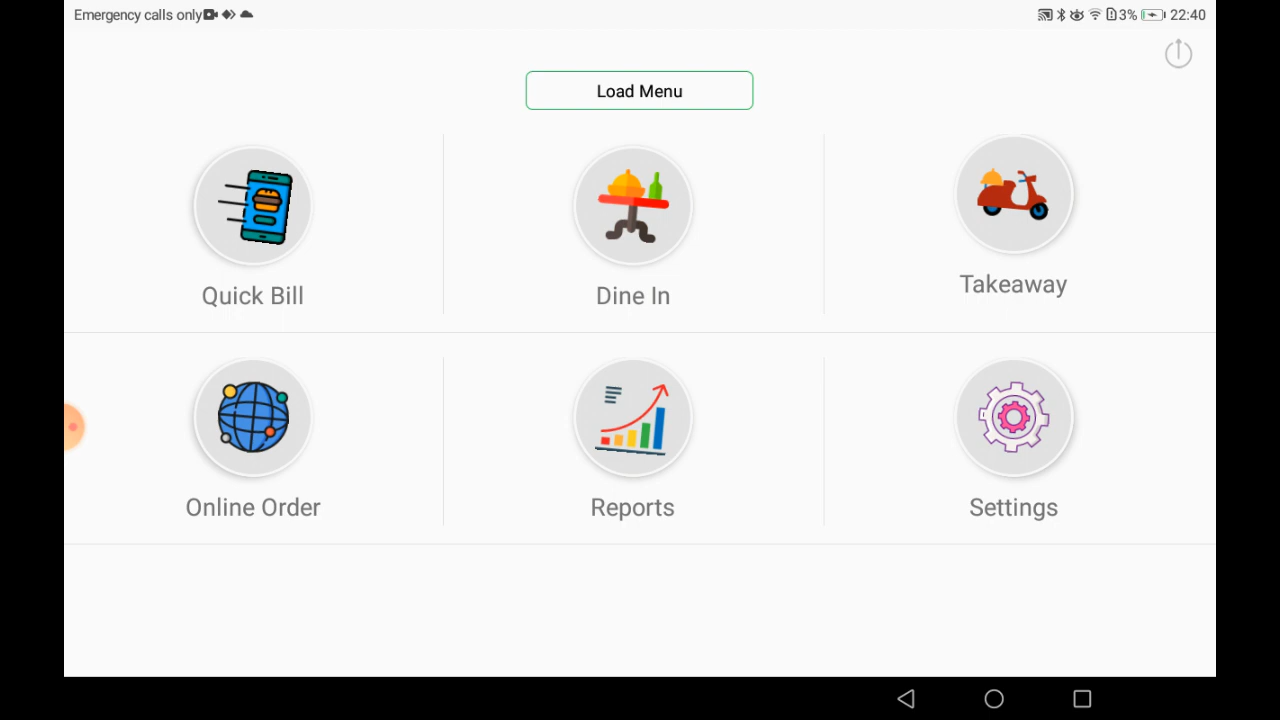 Emergency calls only 3% 22:40
Load Menu
Quick Bill
Dine In
Takeaway
Online Order
Reports
Settings